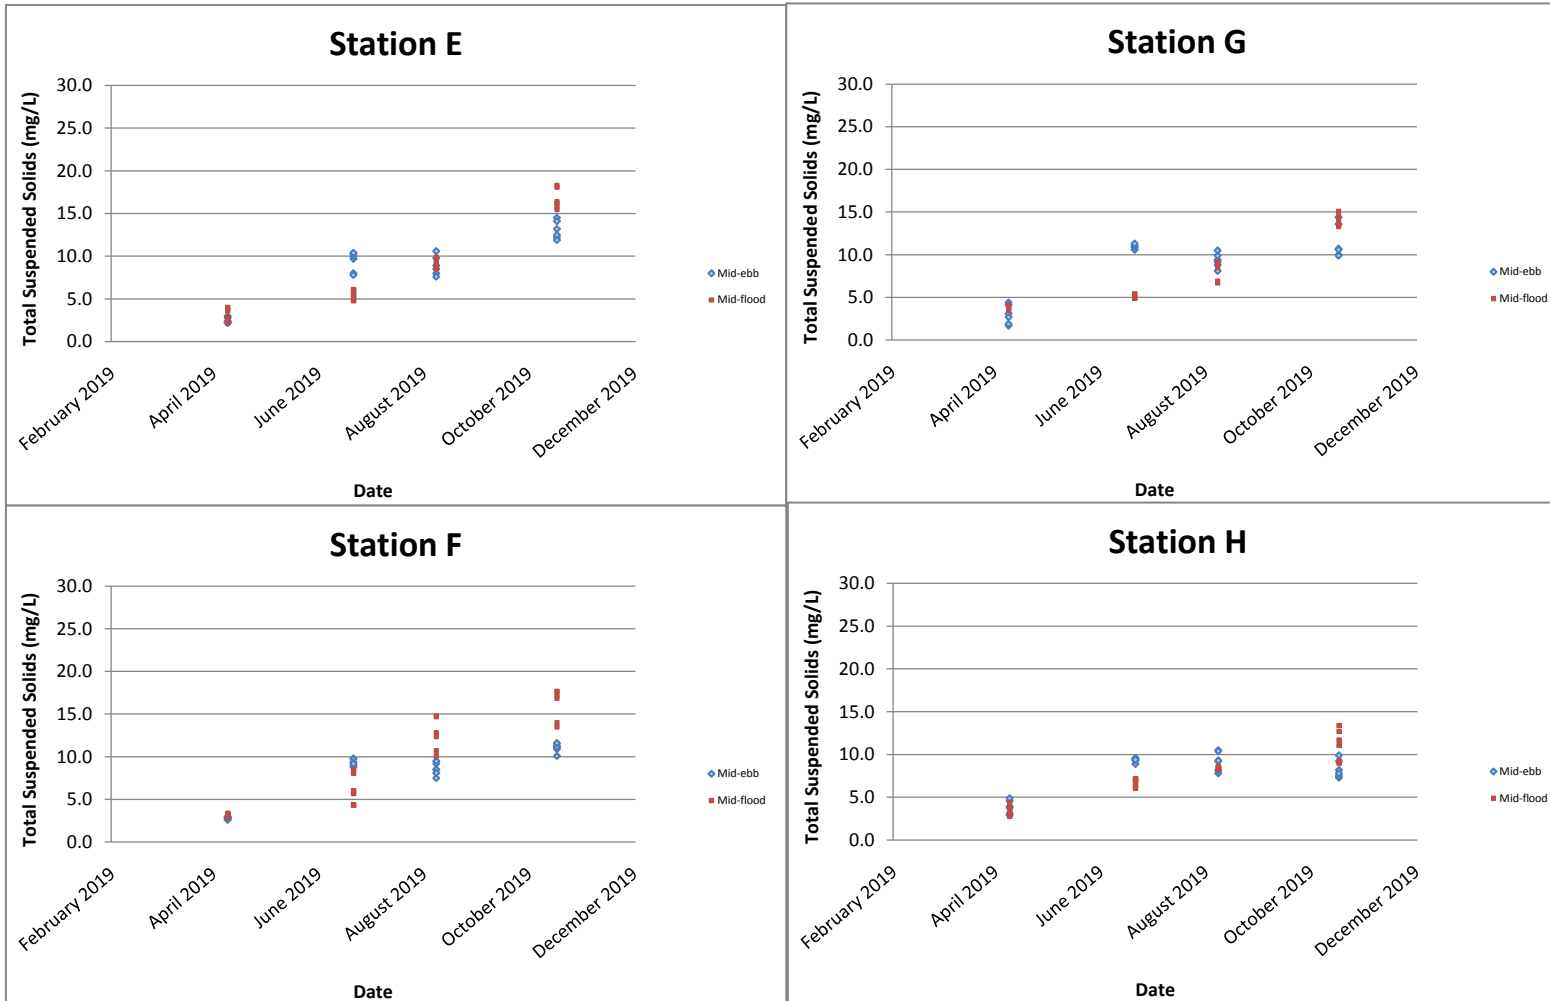 Station E
Total Suspended Solids (mg/L)
30.0
25.0
20.0
15.0
10.0
5.0
0.0
February 2019
April 2019
June 2019
August 2019
October 2019
December 2019
Date
Mid-ebb
Mid-flood
Station G
Total Suspended Solids (mg/L)
30.0
25.0
20.0
15.0
10.0
5.0
0.0
February 2019
April 2019
June 2019
August 2019
October 2019
December 2019
Date
Mid-ebb
Mid-flood
Station F
Total Suspended Solids (mg/L)
30.0
25.0
20.0
15.0
10.0
5.0
0.0
February 2019
April 2019
June 2019
August 2019
October 2019
December 2019
Date
Mid-ebb
Mid-flood
Station H
Total Suspended Solids (mg/L)
30.0
25.0
20.0
15.0
10.0
5.0
0.0
February 2019
April 2019
June 2019
August 2019
October 2019
December 2019
Date
Mid-ebb
Mid-flood